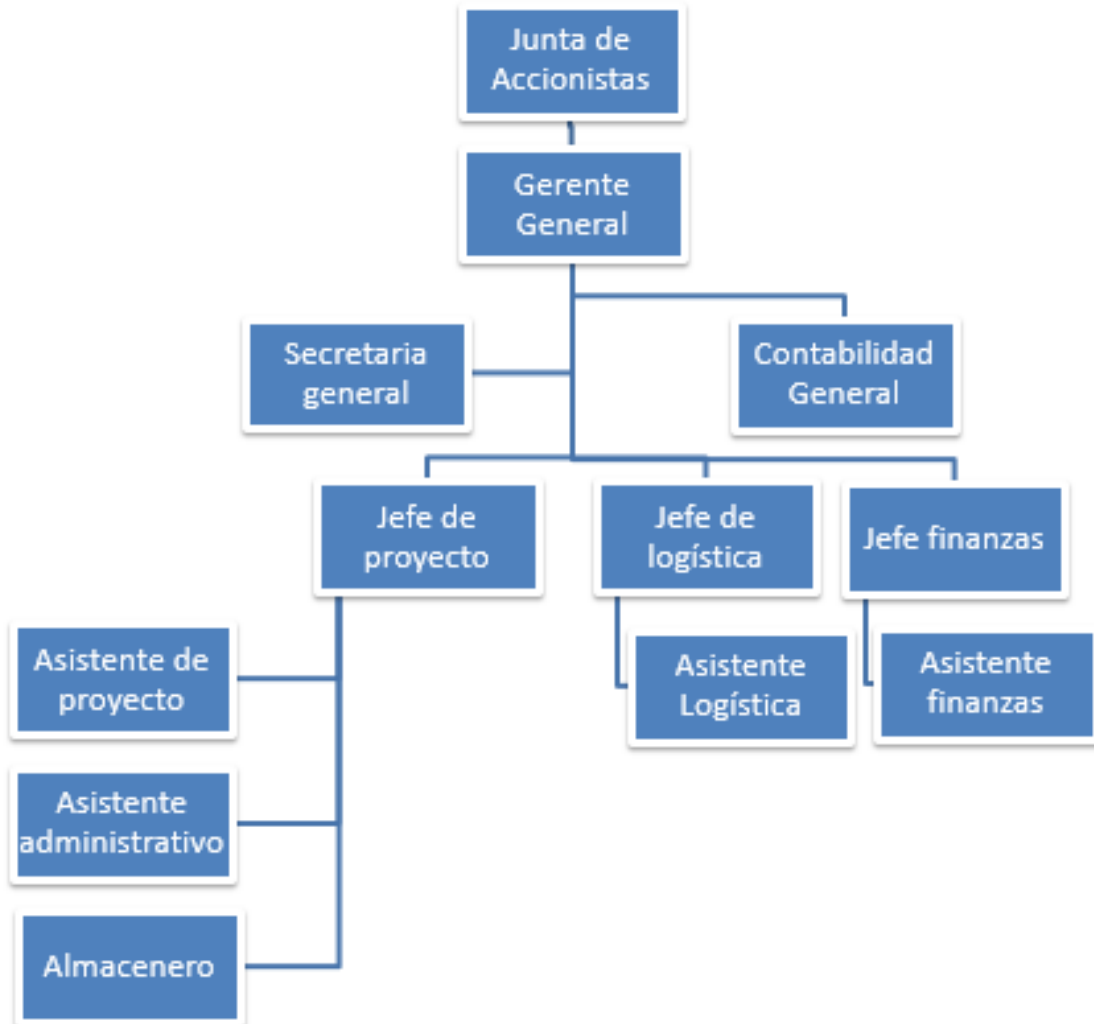 Junta de
Accionistas
Gerente
General
Secretaria
general
Contabilidad
General
Jefe de
proyecto
Jefe de
logística
Jefe finanzas
Asistente de
proyecto
Asistente
Logística
Asistente
finanzas
Asistente
administrativo
Almacenero